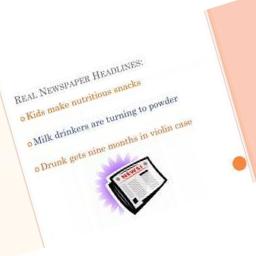 REAL NEWSPAPER HEADLINES:
Kids make nutritious snacks
Milk drinkers are turning to powder
Drunk gets nine months in violin case
NEWS!